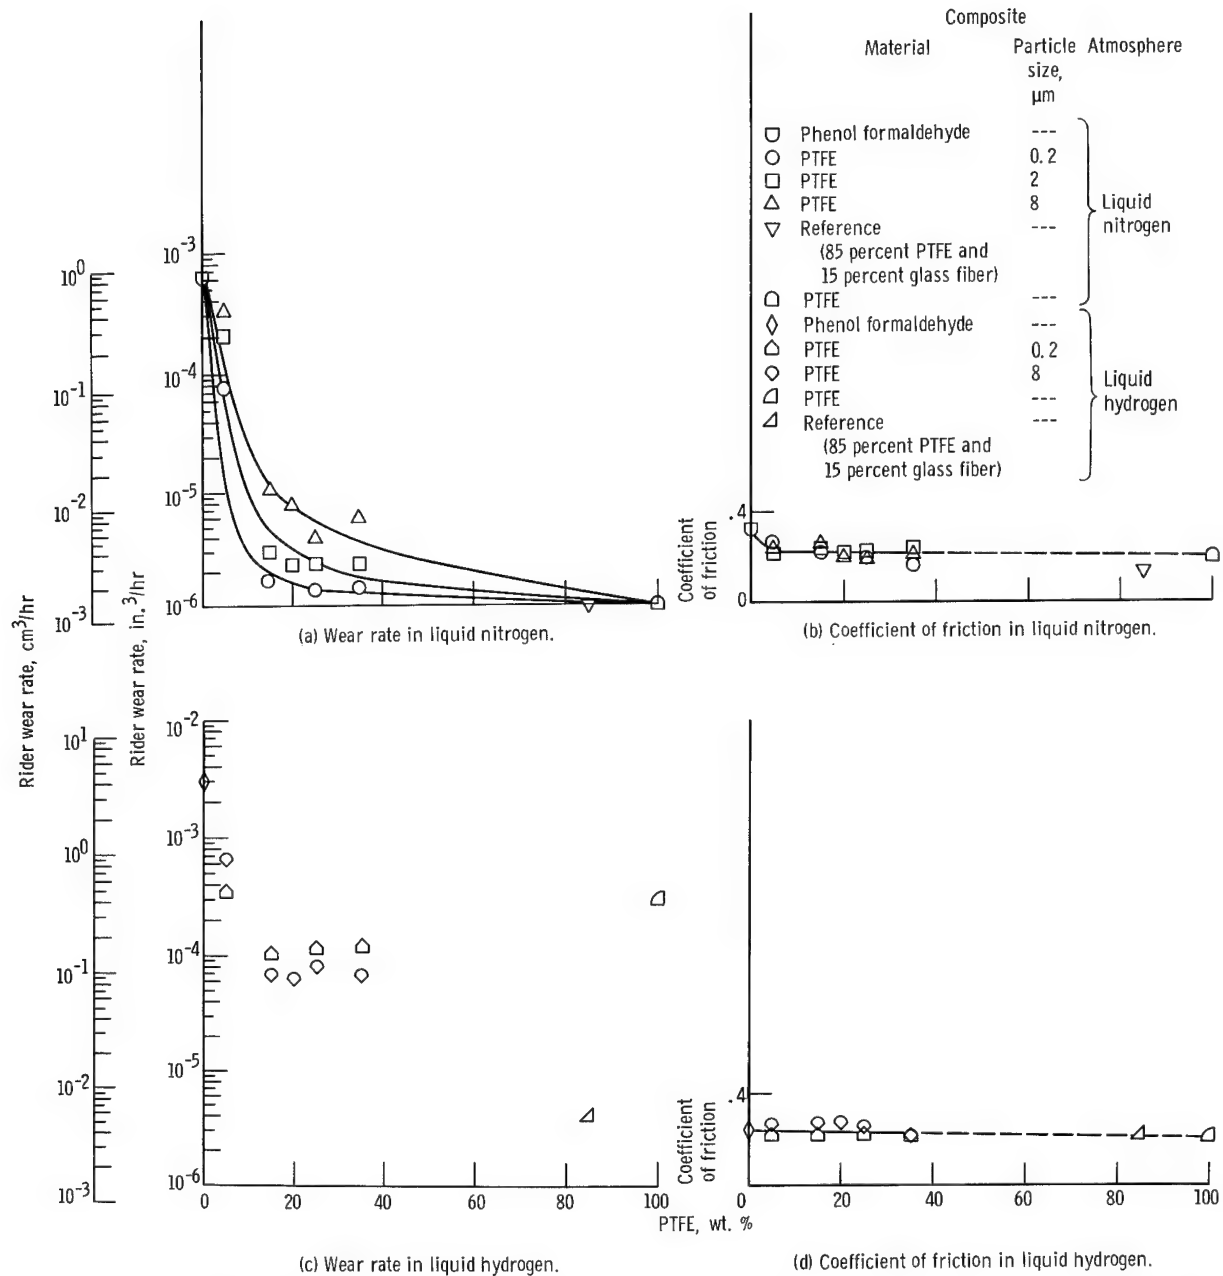 Composite
Material Particle size, μm Atmosphere
Phenol formaldehyde ---
PTFE 0.2
PTFE 2
PTFE 8
Reference ---
(85 percent PTFE and
15 percent glass fiber)
PTFE ---
Liquid
nitrogen
Phenol formaldehyde ---
PTFE 0.2
PTFE 8
PTFE ---
Reference ---
(85 percent PTFE and
15 percent glass fiber)
Liquid
hydrogen
Rider wear rate, cm³/hr
10⁰
10⁻¹
10⁻²
10⁻³
Rider wear rate, in.³/hr
10⁻³
10⁻⁴
10⁻⁵
10⁻⁶
(a) Wear rate in liquid nitrogen.
Coefficient
of friction
.4
0
(b) Coefficient of friction in liquid nitrogen.
10¹
10⁰
10⁻¹
10⁻²
10⁻³
10⁻²
10⁻³
10⁻⁴
10⁻⁵
10⁻⁶
0 20 40 60 80 100
Coefficient
of friction
.4
0 20 40 60 80 100
PTFE, wt. %
(c) Wear rate in liquid hydrogen.
(d) Coefficient of friction in liquid hydrogen.